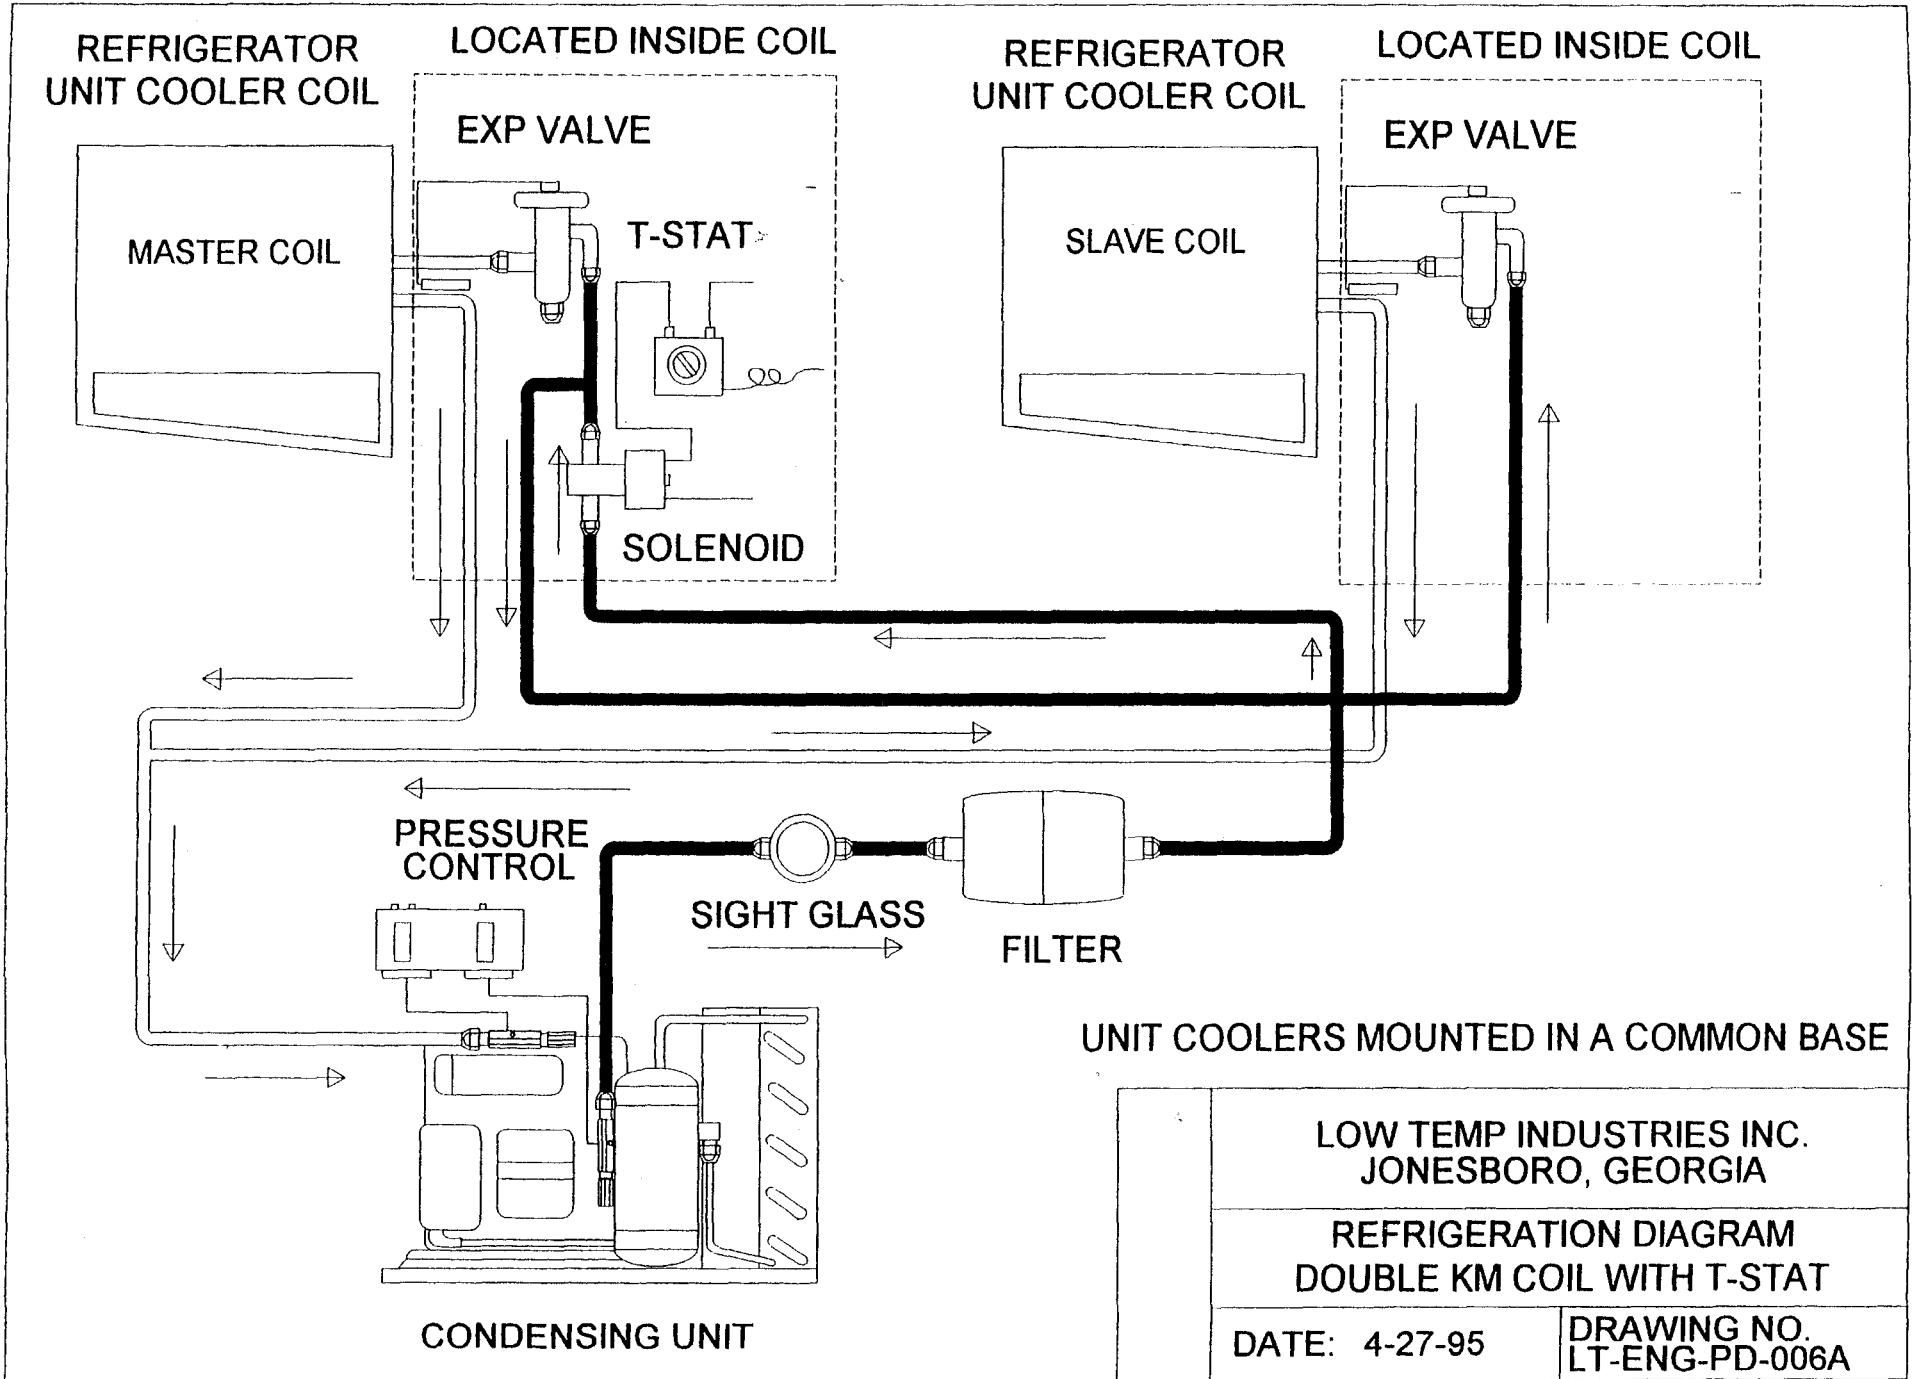 REFRIGERATOR
UNIT COOLER COIL
LOCATED INSIDE COIL
REFRIGERATOR
UNIT COOLER COIL
LOCATED INSIDE COIL
EXP VALVE
EXP VALVE
T-STAT
MASTER COIL
SLAVE COIL
SOLENOID
PRESSURE
CONTROL
SIGHT GLASS
FILTER
UNIT COOLERS MOUNTED IN A COMMON BASE
CONDENSING UNIT
LOW TEMP INDUSTRIES INC.
JONESBORO, GEORGIA
REFRIGERATION DIAGRAM
DOUBLE KM COIL WITH T-STAT
DATE: 4-27-95
DRAWING NO.
LT-ENG-PD-006A